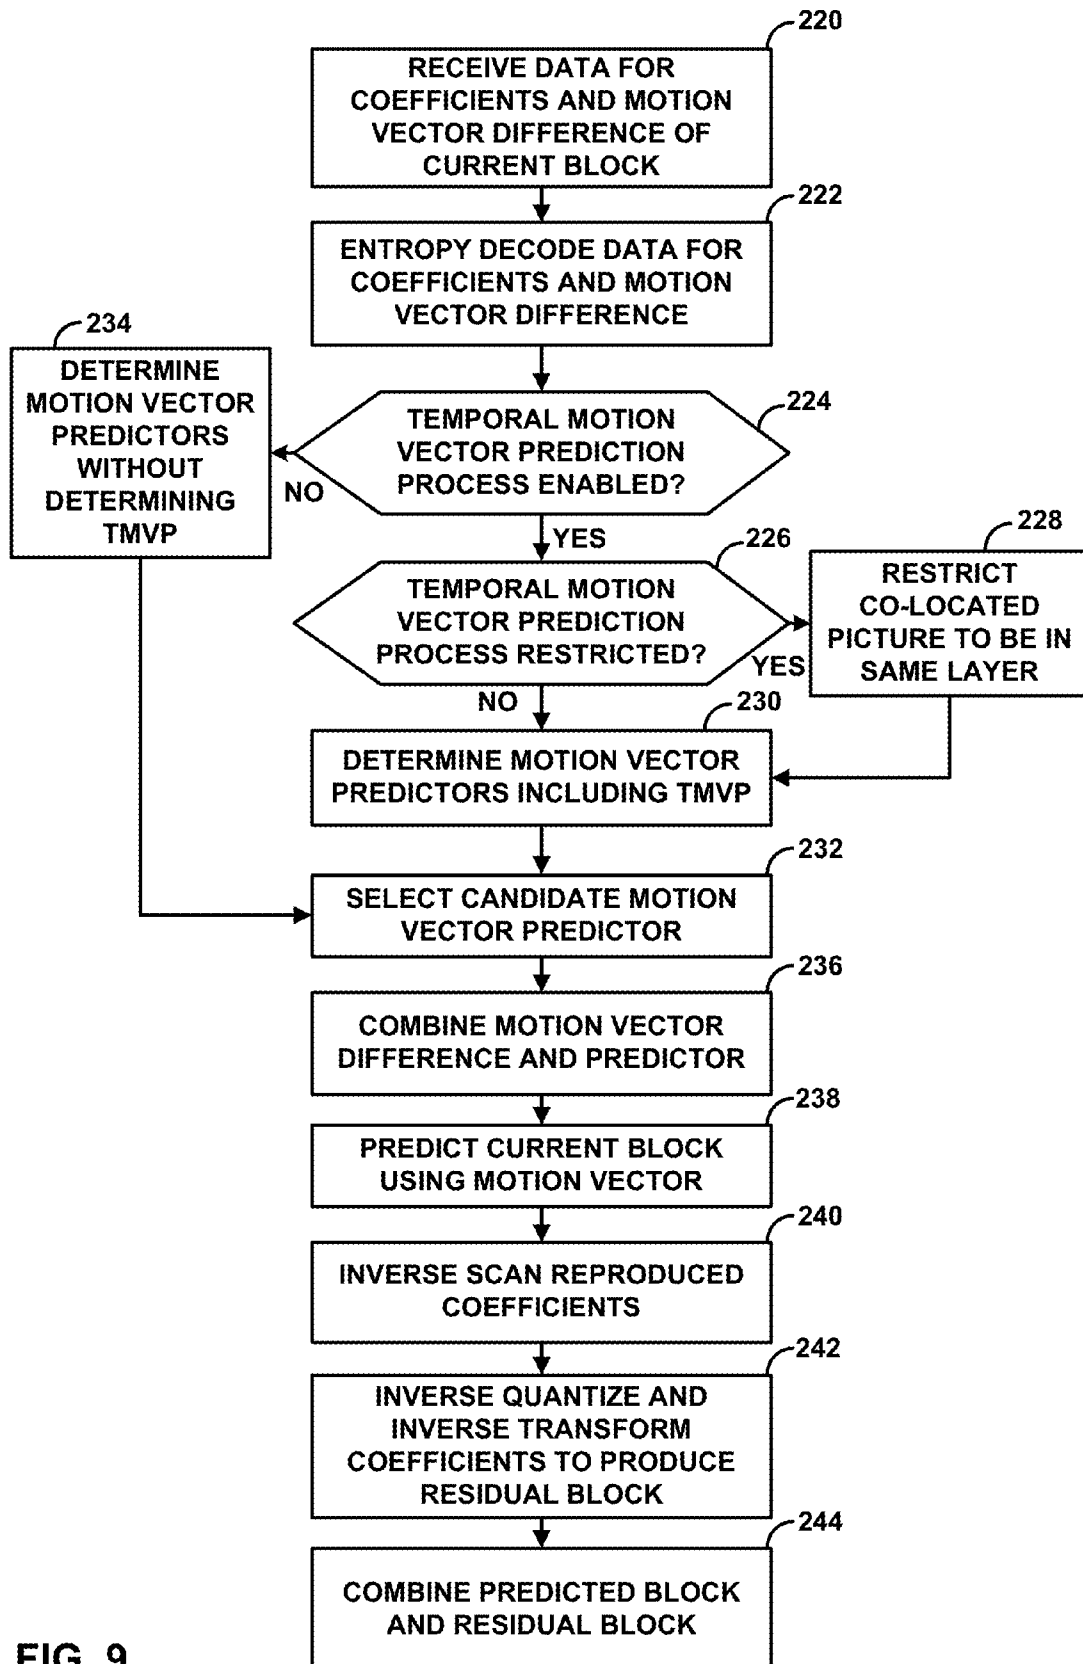 220
RECEIVE DATA FOR
COEFFICIENTS AND MOTION
VECTOR DIFFERENCE OF
CURRENT BLOCK
222
ENTROPY DECODE DATA FOR
COEFFICIENTS AND MOTION
VECTOR DIFFERENCE
234
DETERMINE
MOTION VECTOR
PREDICTORS
WITHOUT
DETERMINING
TMVP
224
TEMPORAL MOTION
VECTOR PREDICTION
PROCESS ENABLED?
NO
YES
226
TEMPORAL MOTION
VECTOR PREDICTION
PROCESS RESTRICTED?
YES
228
RESTRICT
CO-LOCATED
PICTURE TO BE IN
SAME LAYER
NO
230
DETERMINE MOTION VECTOR
PREDICTORS INCLUDING TMVP
232
SELECT CANDIDATE MOTION
VECTOR PREDICTOR
236
COMBINE MOTION VECTOR
DIFFERENCE AND PREDICTOR
238
PREDICT CURRENT BLOCK
USING MOTION VECTOR
240
INVERSE SCAN REPRODUCED
COEFFICIENTS
242
INVERSE QUANTIZE AND
INVERSE TRANSFORM
COEFFICIENTS TO PRODUCE
RESIDUAL BLOCK
244
COMBINE PREDICTED BLOCK
AND RESIDUAL BLOCK
FIG. 9